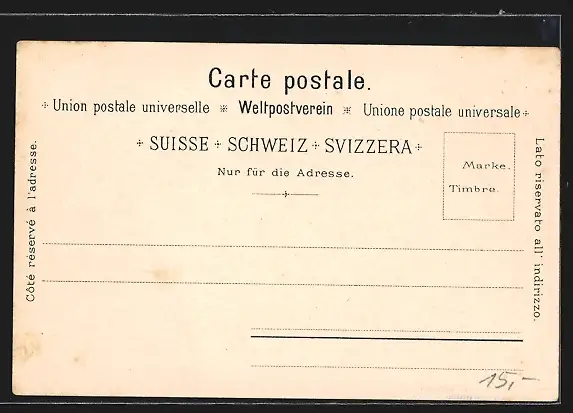 Carte postale.
Union postale universelle ※ Weltpostverein ※ Unione postale universale
SUISSE SCHWEIZ SVIZZERA
Nur für die Adresse.
Marke.
Timbre.
Côté réservé à l'adresse.
Lato riservato all' indirizzo.
15,-